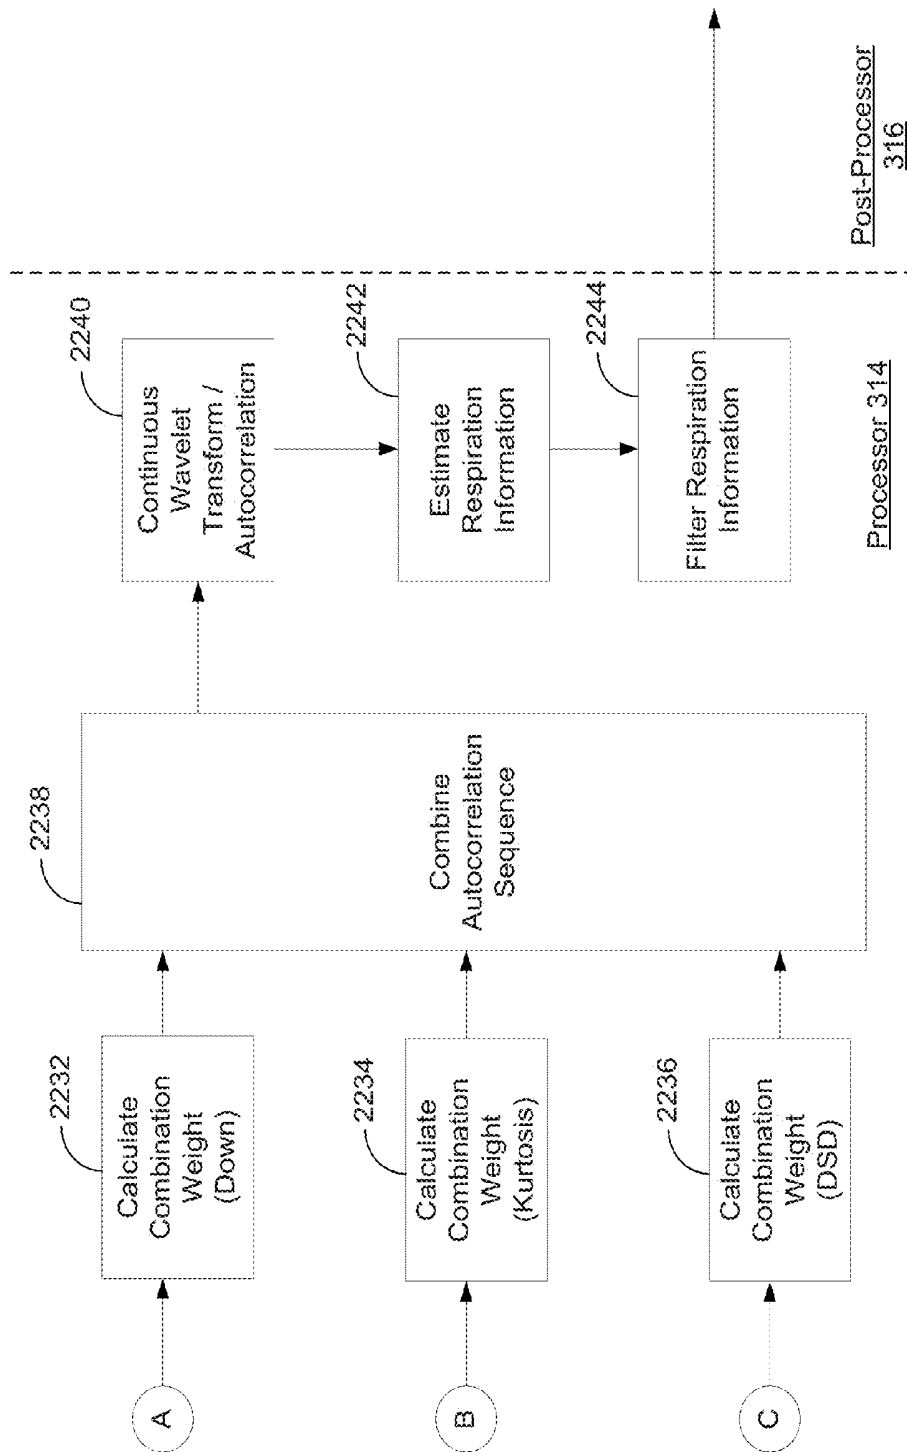 A
Calculate
Combination
Weight
(Down)
2232
B
Calculate
Combination
Weight
(Kurtosis)
2234
C
Calculate
Combination
Weight
(DSD)
2236
Combine
Autocorrelation
Sequence
2238
Continuous
Wavelet
Transform /
Autocorrelation
2240
Estimate
Respiration
Information
2242
Filter Respiration
Information
2244
Processor 314
Post-Processor
316